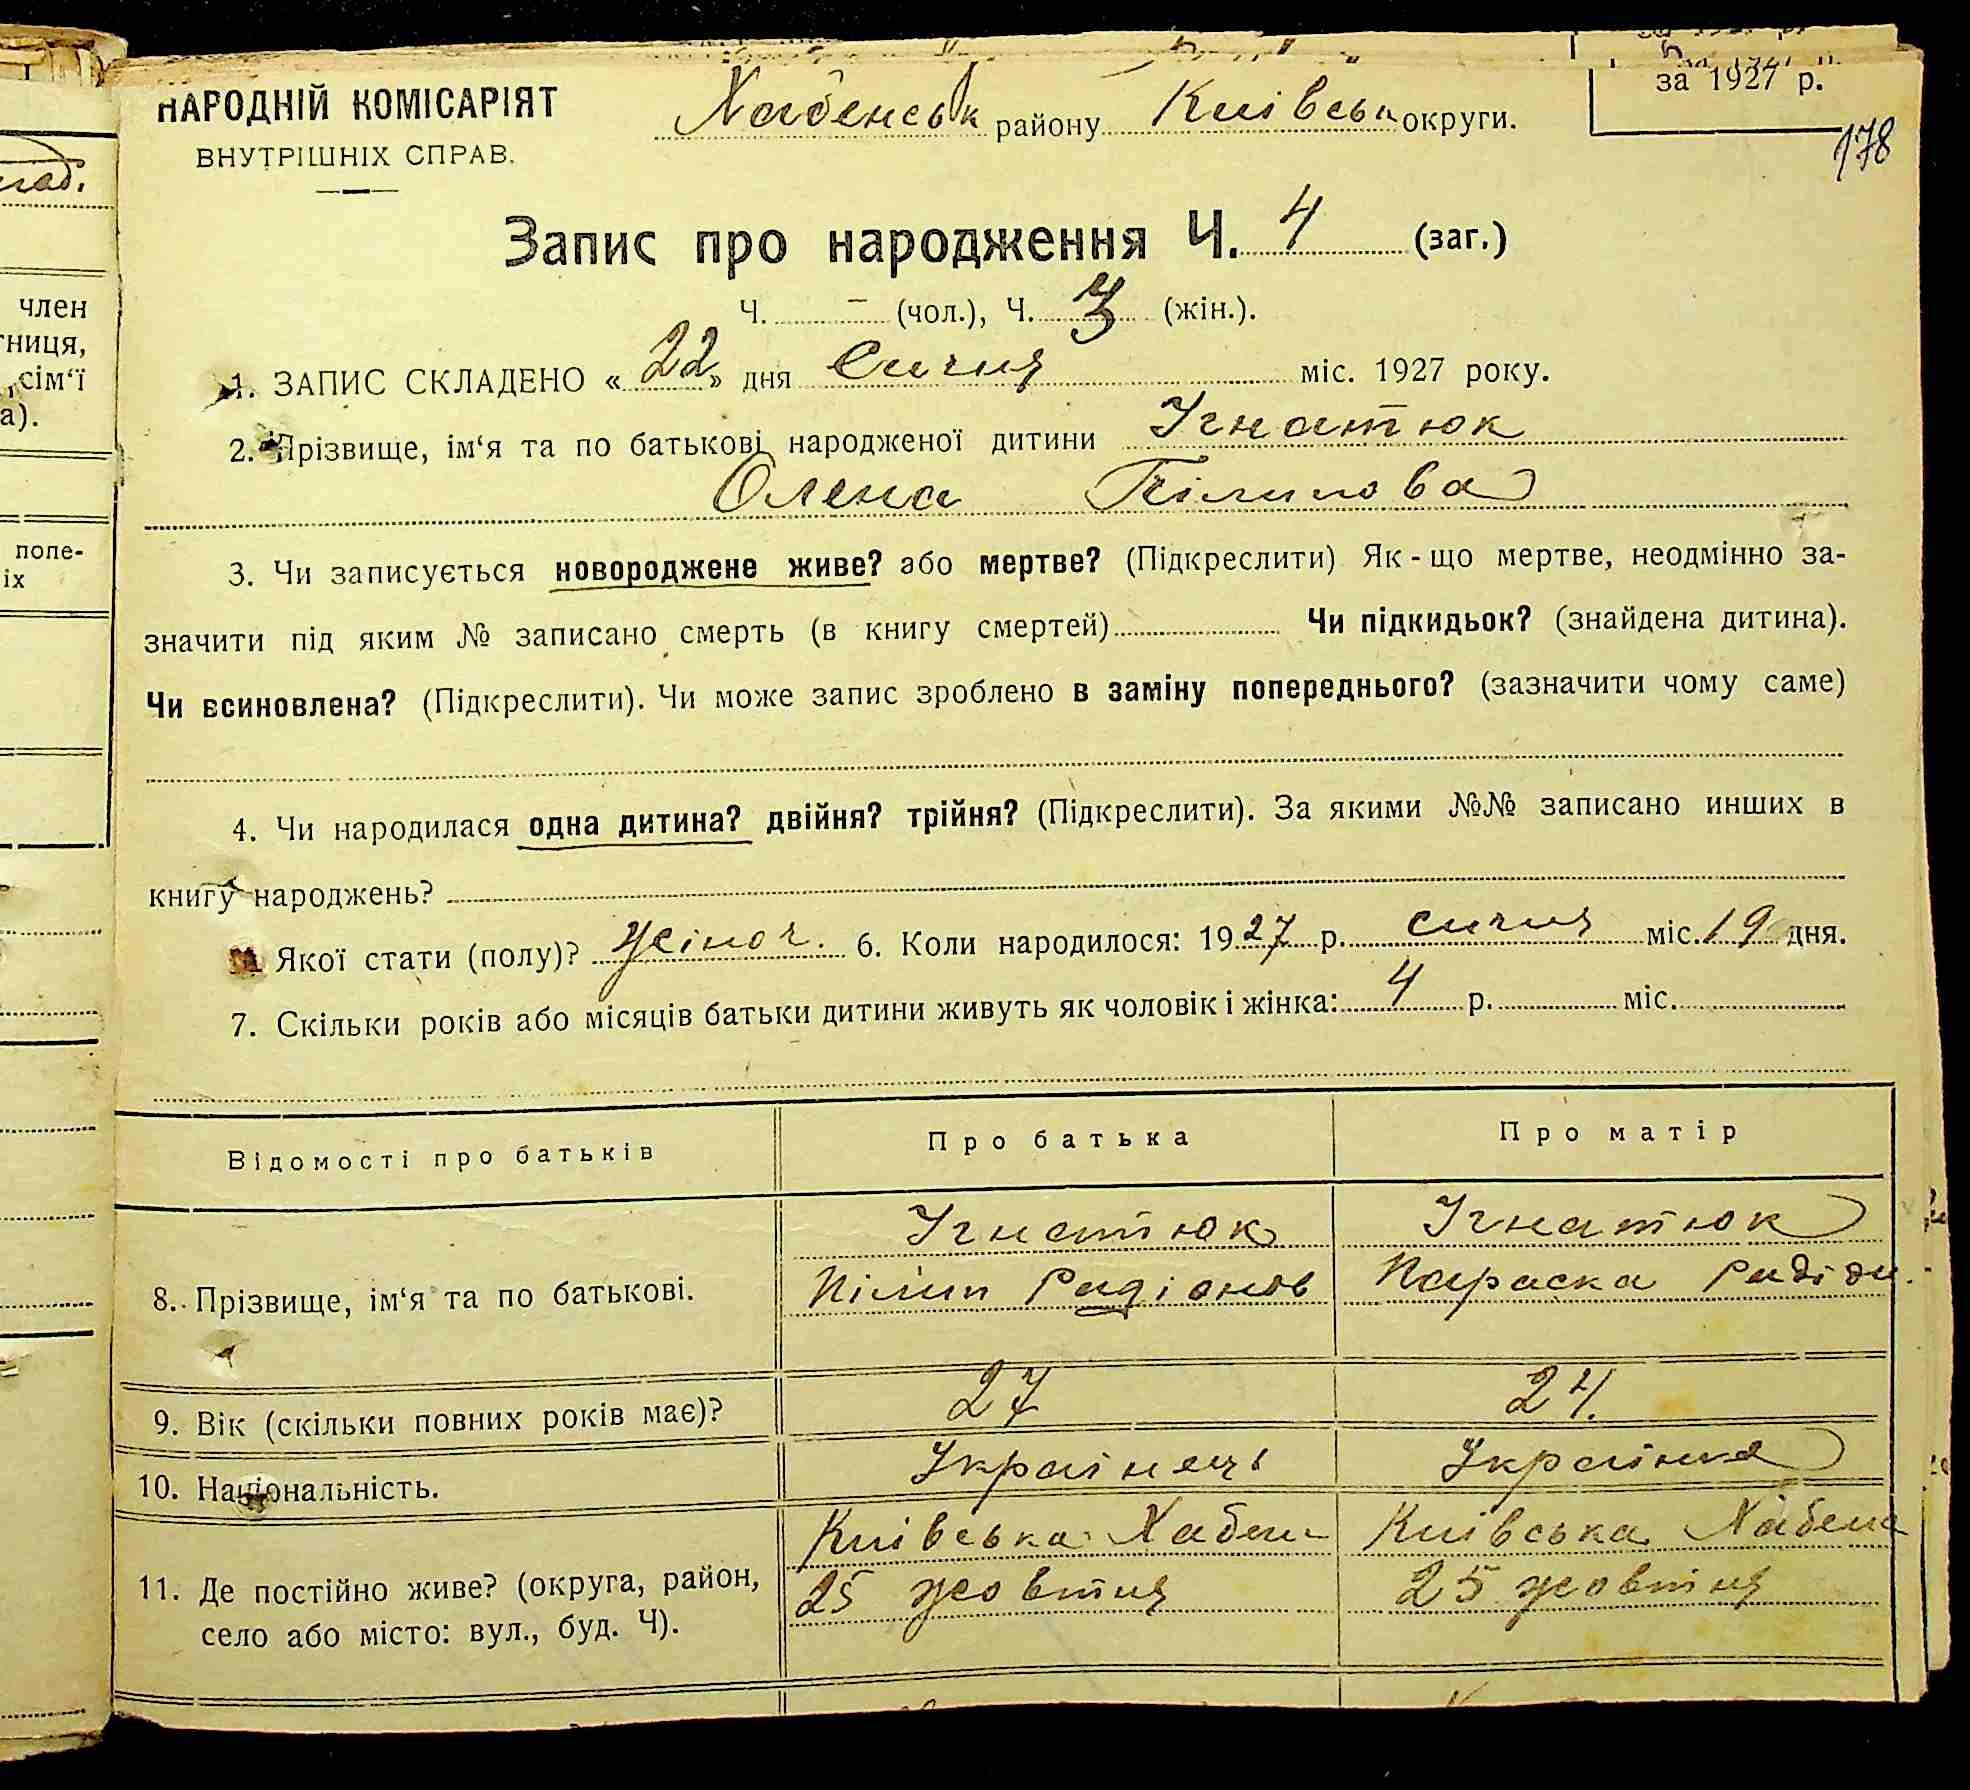 за 1927 р.
НАРОДНІЙ КОМІСАРІЯТ
ВНУТРІШНІХ СПРАВ.
Хабенськ району Київськ округи.
178
Запис про народження Ч. 4 (заг.)
Ч. – (чол.), Ч. 3 (жін.).
1. ЗАПИС СКЛАДЕНО «22» дня Січня міс. 1927 року.
2. Прізвище, ім‘я та по батькові народженої дитини Ігнатюк
Олена Пілипова
3. Чи записується новороджене живе? або мертве? (Підкреслити) Як-що мертве, неодмінно за-
значити під яким № записано смерть (в книгу смертей) Чи підкидьок? (знайдена дитина).
Чи всиновлена? (Підкреслити). Чи може запис зроблено в заміну попереднього? (зазначити чому саме)
4. Чи народилася одна дитина? двійня? трійня? (Підкреслити). За якими №№ записано инших в
книгу народжень?
Якої стати (полу)? жіноч. 6. Коли народилося: 1927 р. січня міс. 19 дня.
7. Скільки років або місяців батьки дитини живуть як чоловік і жінка: 4 р. міс.
Відомості про батьків Про батька Про матір
8. Прізвище, ім‘я та по батькові. Ігнатюк Пілип Радіонов Ігнатюк Параска
9. Вік (скільки повних років має)? 27 24.
10. Національність. Українець Українка
11. Де постійно живе? (округа, район, село або місто: вул., буд. Ч). Київська Хабен 25 жовтня Київська Хабен 25 жовтня
член
тниця,
„сім‘ї
а).
попе-
іх